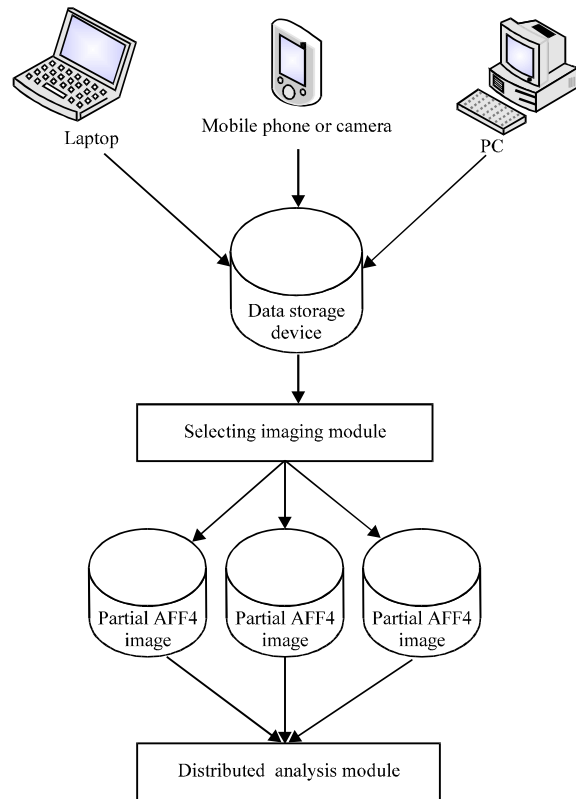 Laptop
Mobile phone or camera
PC
Data storage
device
Selecting imaging module
Partial AFF4
image
Partial AFF4
image
Partial AFF4
image
Distributed analysis module